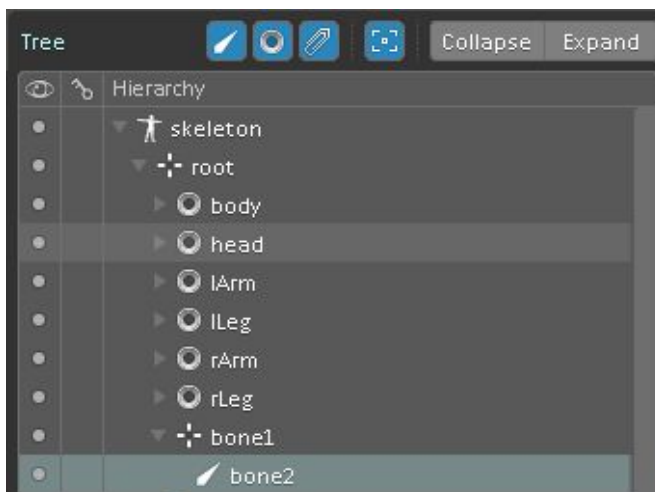 Tree Collapse Expand
Hierarchy
skeleton
root
body
head
lArm
lLeg
rArm
rLeg
bone1
bone2